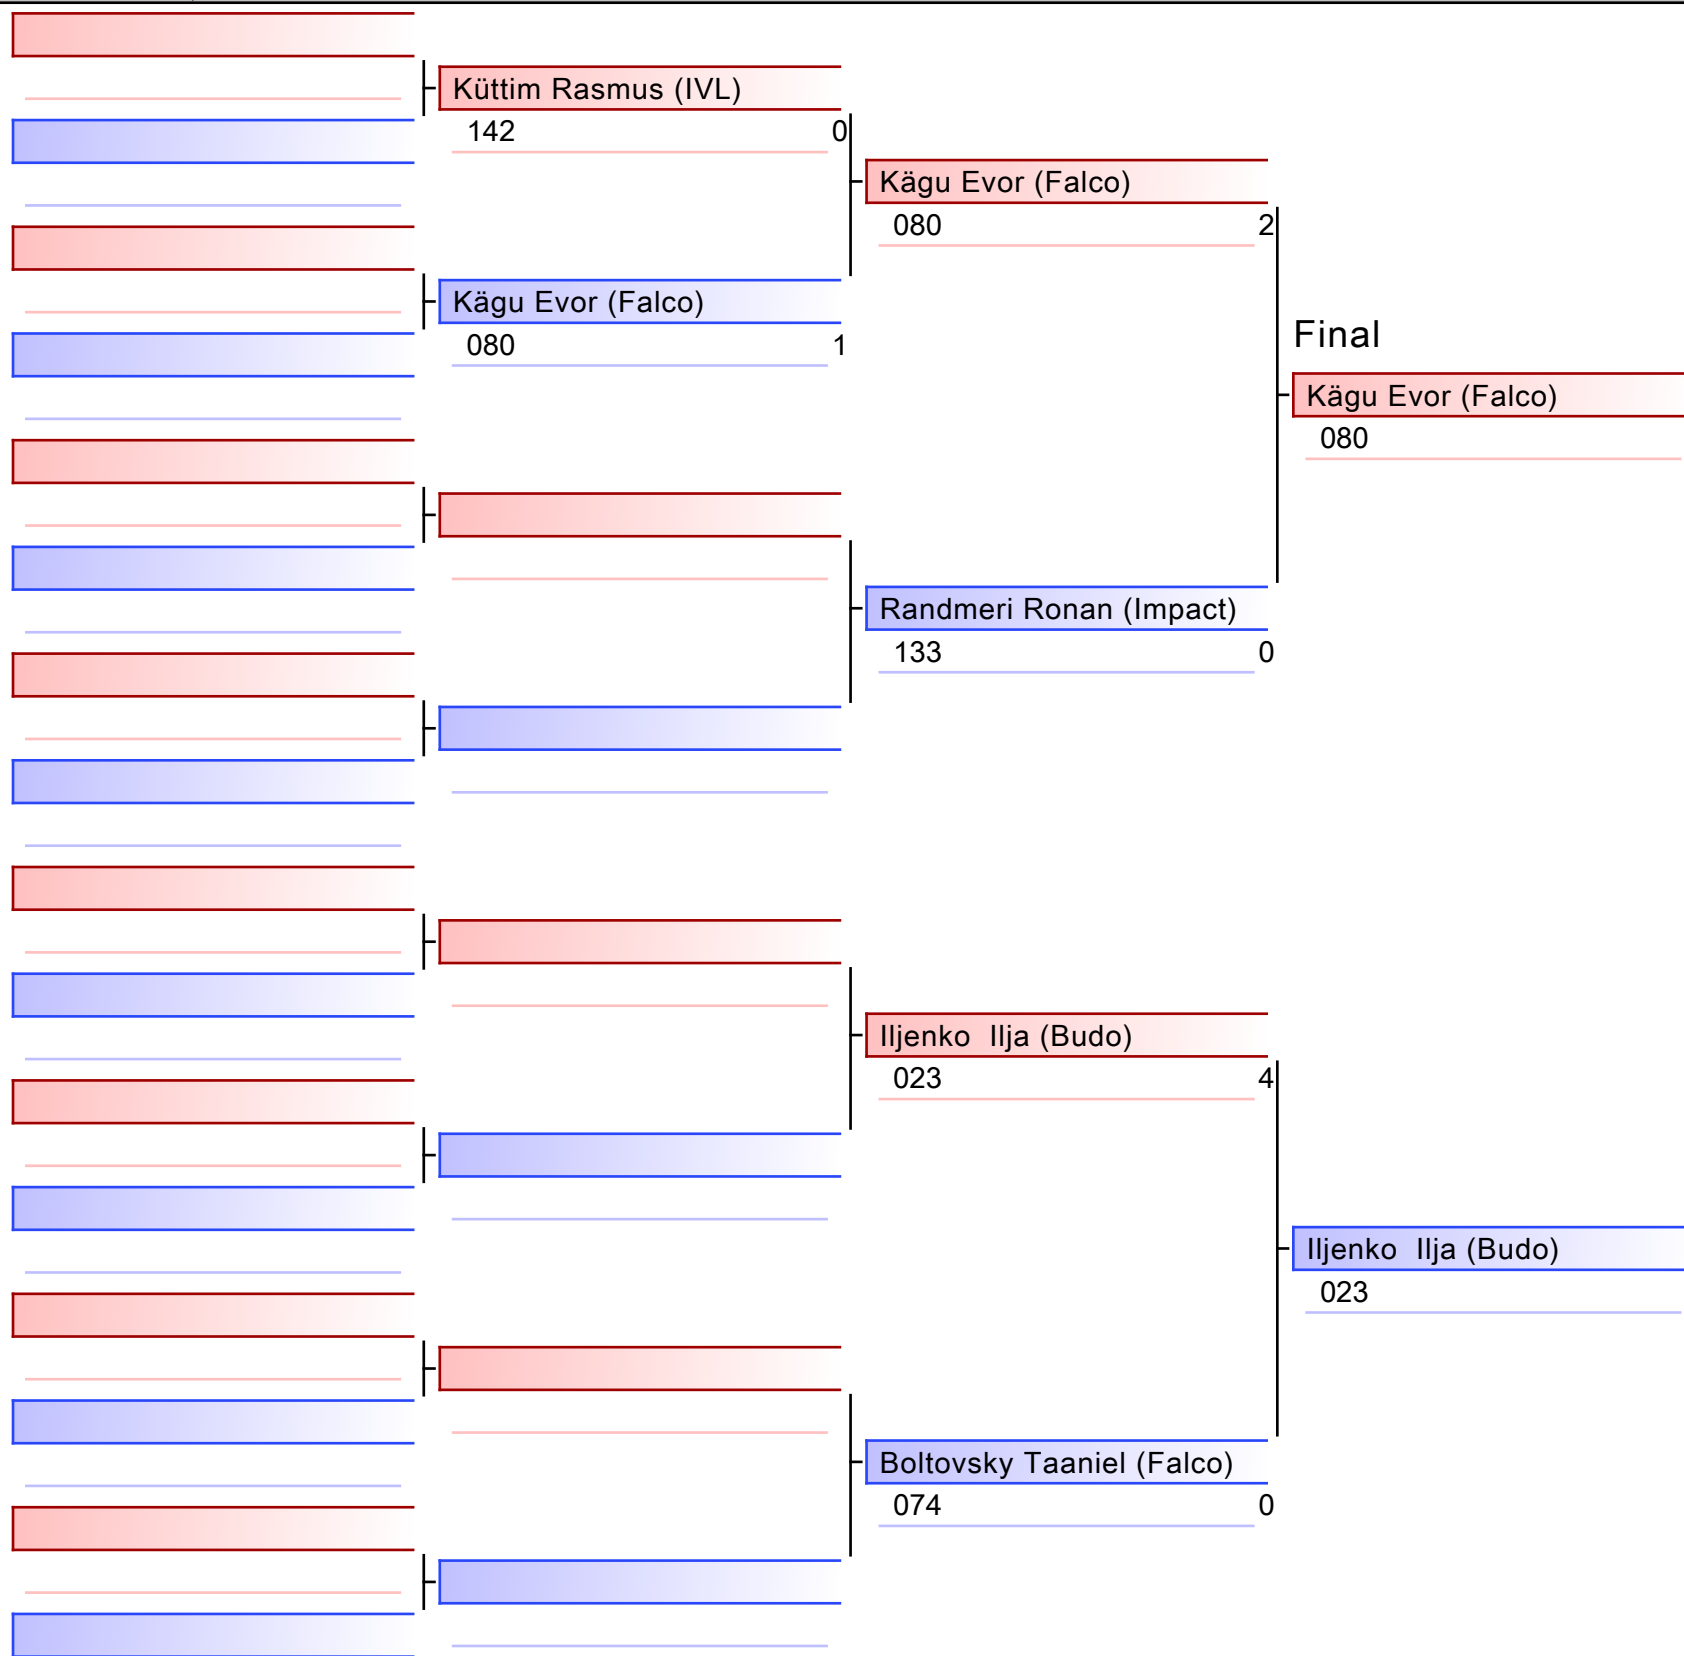 Küttim Rasmus (IVL)
142 0
Kägu Evor (Falco)
080 1
Kägu Evor (Falco)
080 2
Randmeri Ronan (Impact)
133 0
Iljenko  Ilja (Budo)
023 4
Boltovsky Taaniel (Falco)
074 0
Final
Kägu Evor (Falco)
080
Iljenko  Ilja (Budo)
023